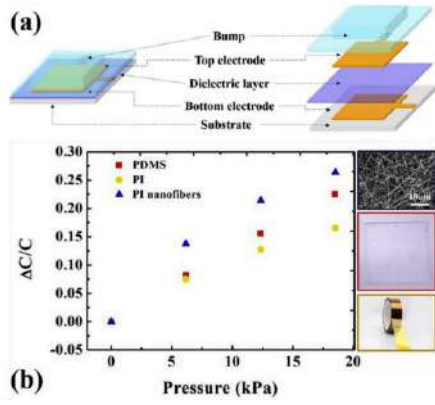 (a)
Bump
Top electrode
Dielectric layer
Bottom electrode
Substrate
0.30
0.25
0.20
0.15
0.10
0.05
0.00
-0.05
ΔC/C
PDMS
PI
PI nanofibers
0
5
10
15
20
Pressure (kPa)
(b)